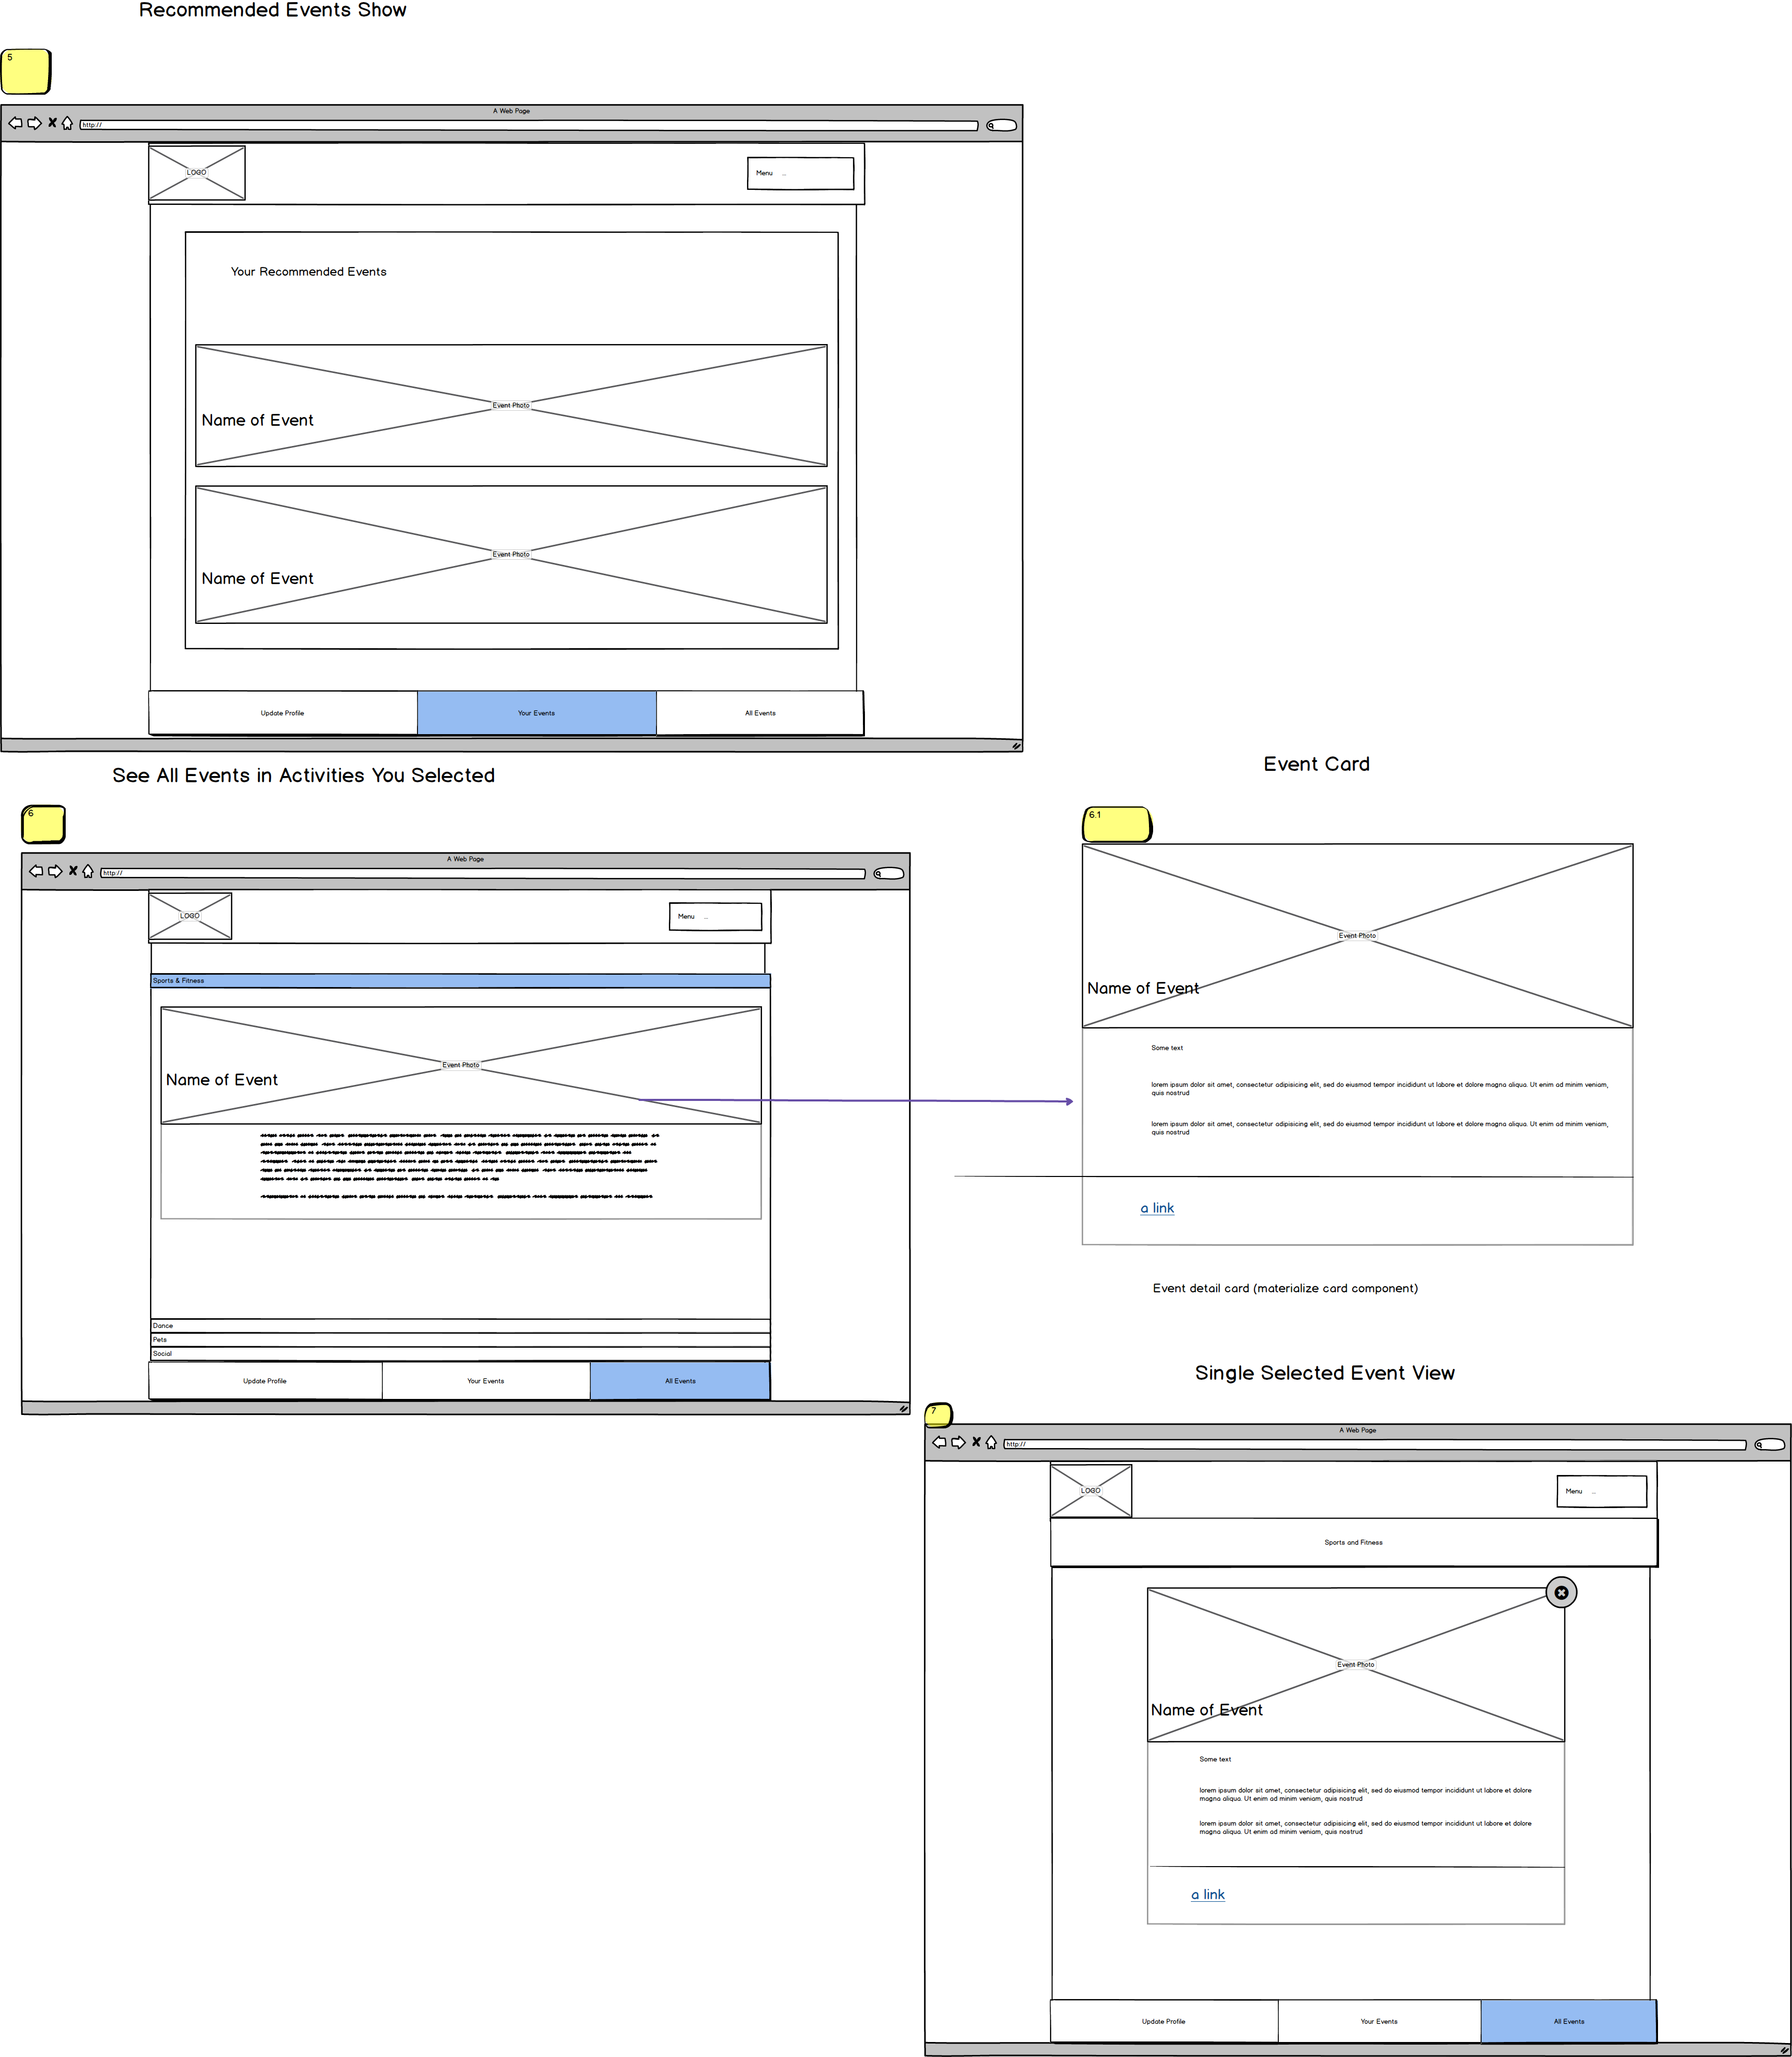 Recommended Events Show
5
A Web Page
http://
LOGO
Menu ...
Your Recommended Events
Event Photo
Name of Event
Event Photo
Name of Event
Update Profile
Your Events
All Events
See All Events in Activities You Selected
6
A Web Page
http://
LOGO
Menu ...
Sports & Fitness
Event Photo
Name of Event
Dance
Pets
Social
Update Profile
Your Events
All Events
Event Card
6.1
Event Photo
Name of Event
Some text
lorem ipsum dolor sit amet, consectetur adipisicing elit, sed do eiusmod tempor incididunt ut labore et dolore magna aliqua. Ut enim ad minim veniam,
quis nostrud
lorem ipsum dolor sit amet, consectetur adipisicing elit, sed do eiusmod tempor incididunt ut labore et dolore magna aliqua. Ut enim ad minim veniam,
quis nostrud
a link
Event detail card (materialize card component)
Single Selected Event View
7
A Web Page
http://
LOGO
Menu ...
Sports and Fitness
Event Photo
Name of Event
Some text
lorem ipsum dolor sit amet, consectetur adipisicing elit, sed do eiusmod tempor incididunt ut labore et dolore
magna aliqua. Ut enim ad minim veniam, quis nostrud
lorem ipsum dolor sit amet, consectetur adipisicing elit, sed do eiusmod tempor incididunt ut labore et dolore
magna aliqua. Ut enim ad minim veniam, quis nostrud
a link
Update Profile
Your Events
All Events